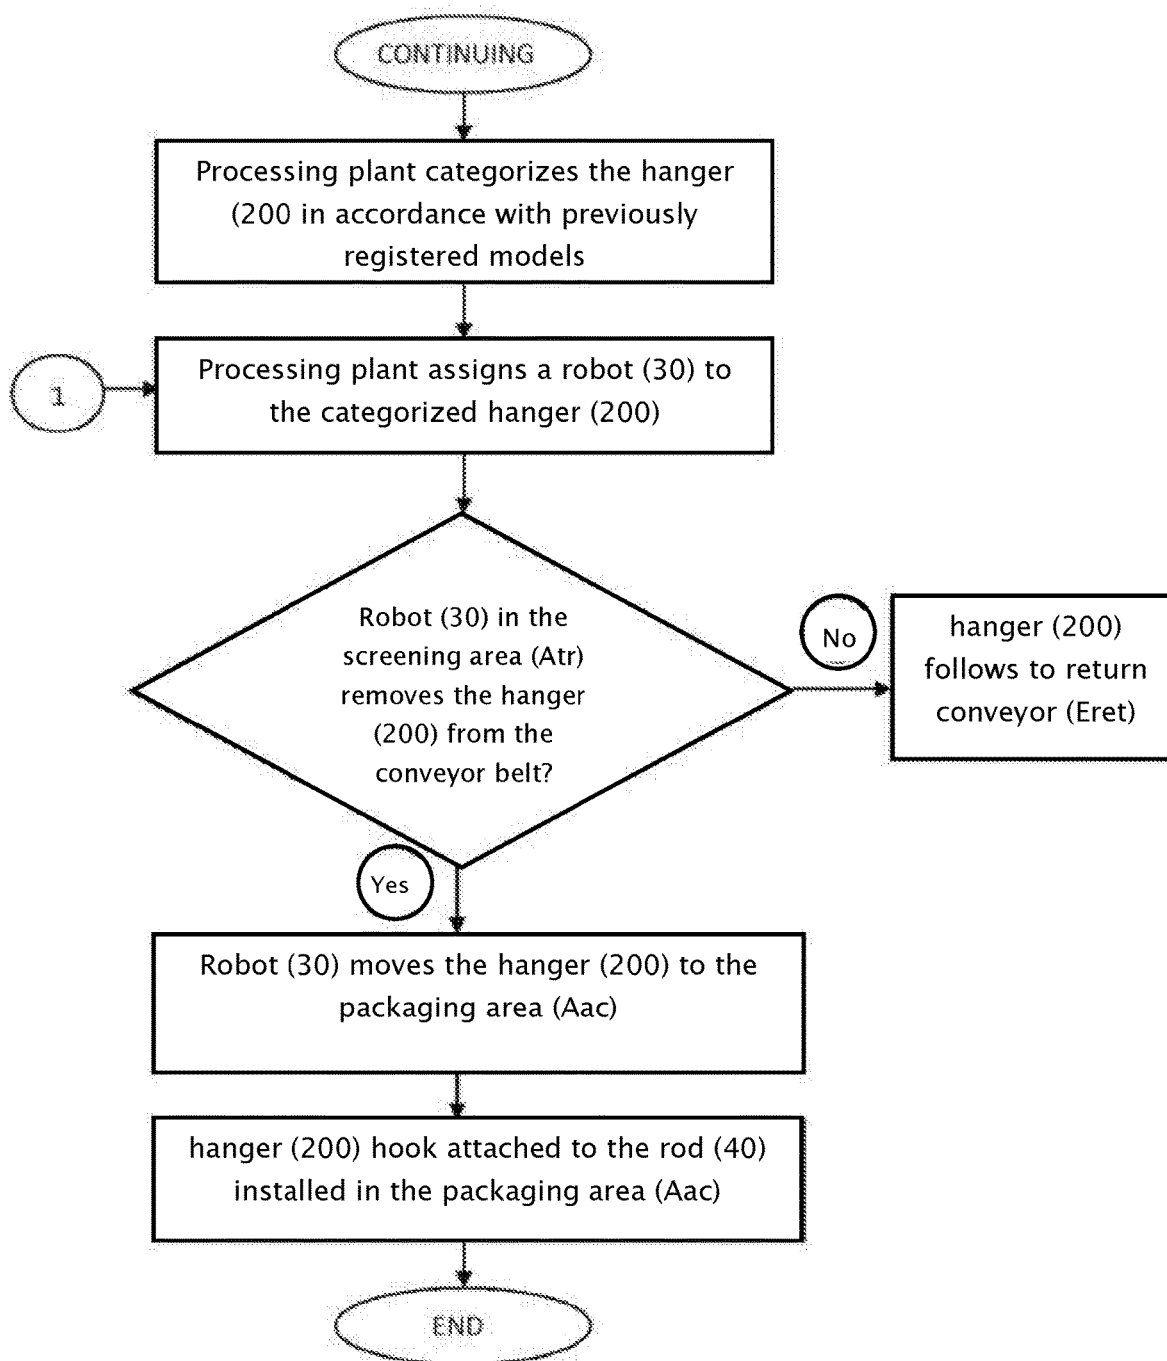 CONTINUING
Processing plant categorizes the hanger
(200 in accordance with previously
registered models
1
Processing plant assigns a robot (30) to
the categorized hanger (200)
Robot (30) in the
screening area (Atr)
removes the hanger
(200) from the
conveyor belt?
No
hanger (200)
follows to return
conveyor (Eret)
Yes
Robot (30) moves the hanger (200) to the
packaging area (Aac)
hanger (200) hook attached to the rod (40)
installed in the packaging area (Aac)
END